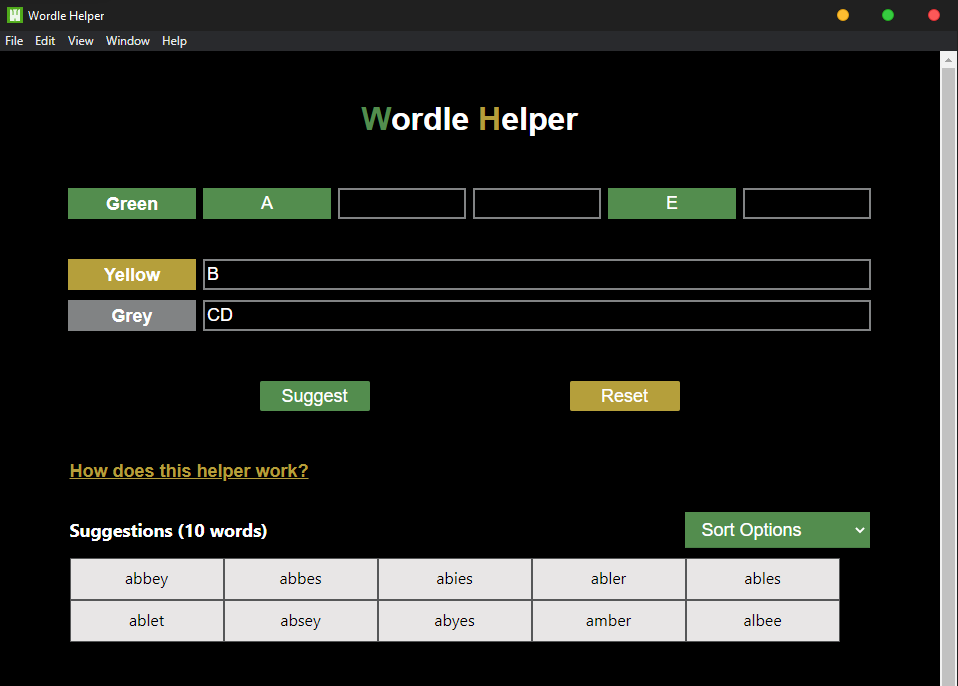 Wordle Helper
File Edit View Window Help
Wordle Helper
Green A E
Yellow B
Grey CD
Suggest Reset
How does this helper work?
Suggestions (10 words) Sort Options
abbey abbes abies abler ables
ablet absey abyes amber albee